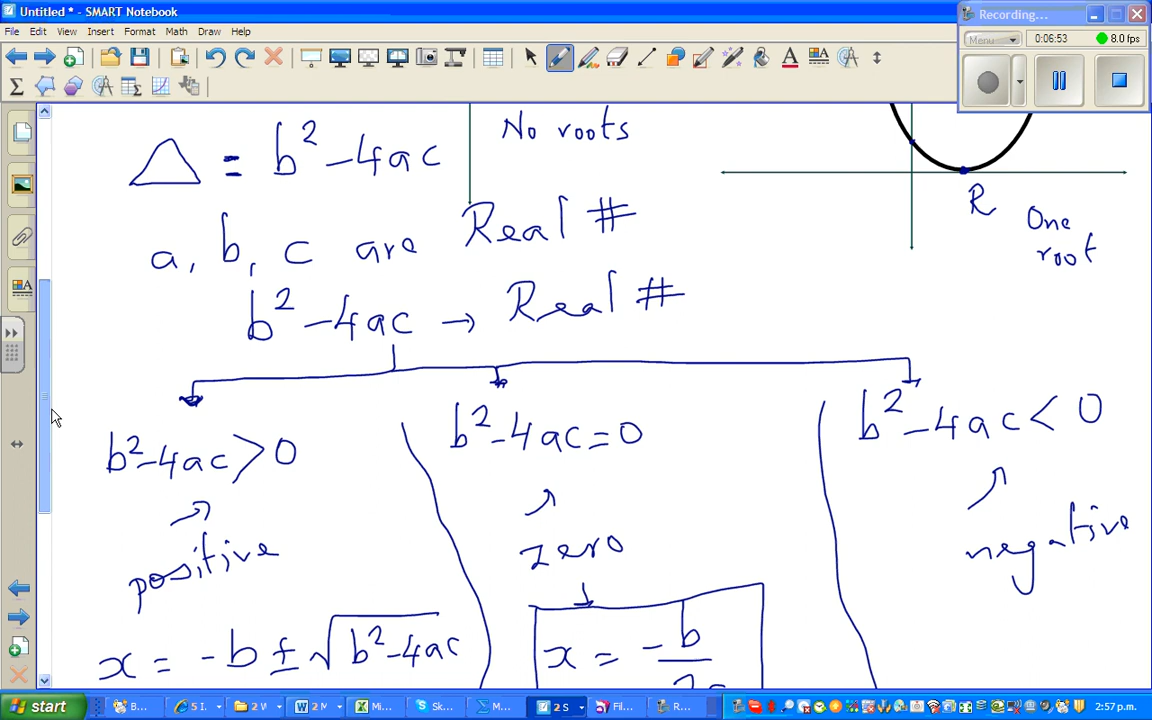 Untitled * - SMART Notebook
File Edit View Insert Format Math Draw Help
Recording...
Menu
0:06:53
8.0 fps
No roots
△ = b² - 4ac
R
One
root
a, b, c are Real #
b² - 4ac → Real #
b² - 4ac > 0
b² - 4ac = 0
b² - 4ac < 0
positive
zero
negative
x = -b ± √b² - 4ac
x = -b
start
2:57 p.m.